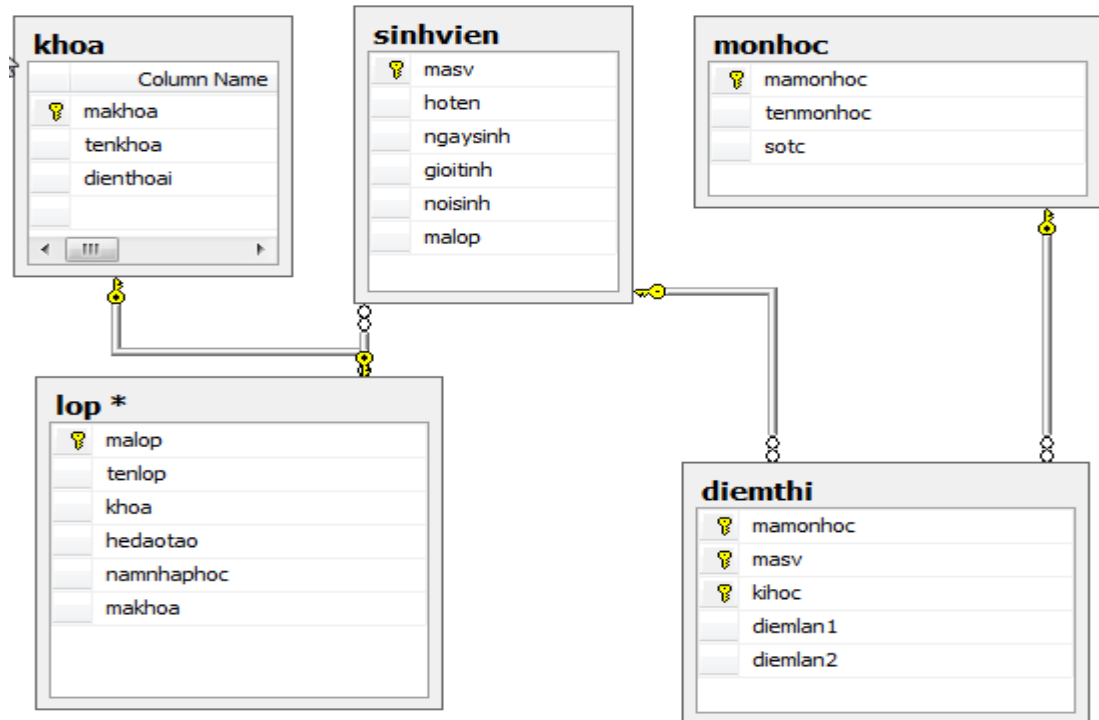 khoa
Column Name
makhoa
tenkhoa
dienthoai
sinhvien
masv
hoten
ngaysinh
gioitinh
noisinh
malop
monhoc
mamonhoc
tenmonhoc
sotc
lop *
malop
tenlop
khoa
hedaotao
namnhaphoc
makhoa
diemthi
mamonhoc
masv
kihoc
diemlan1
diemlan2